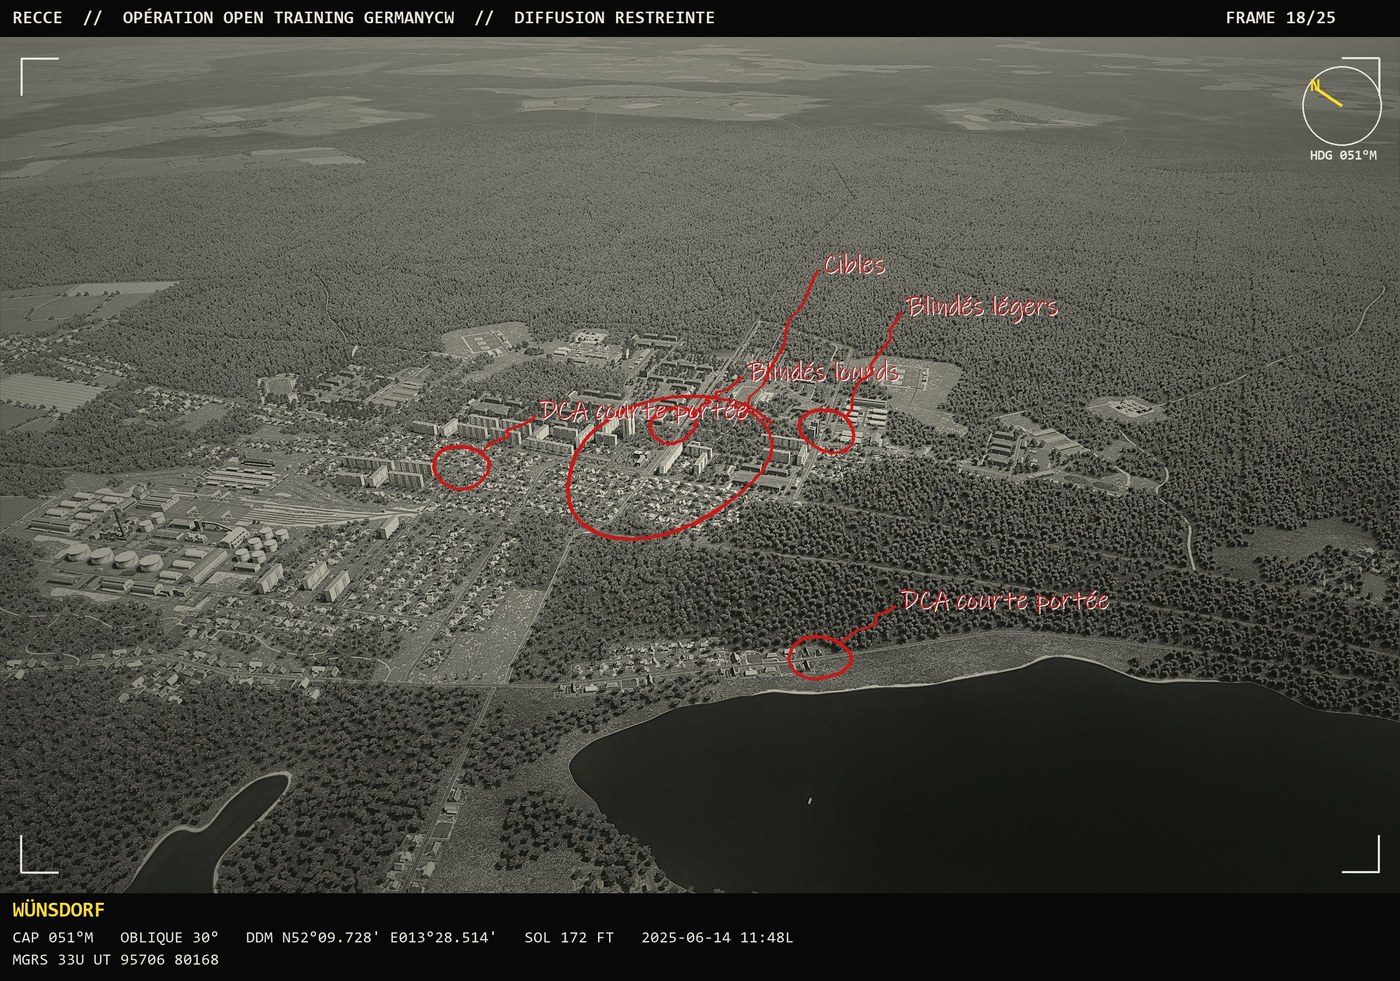 RECCE // OPÉRATION OPEN TRAINING GERMANYCW // DIFFUSION RESTREINTE FRAME 18/25
N
HDG 051°M
Cibles
Blindés légers
Blindés lourds
DCA courte portée
DCA courte portée
WÜNSDORF
CAP 051°M OBLIQUE 30° DDM N52°09.728' E013°28.514' SOL 172 FT 2025-06-14 11:48L
MGRS 33U UT 95706 80168